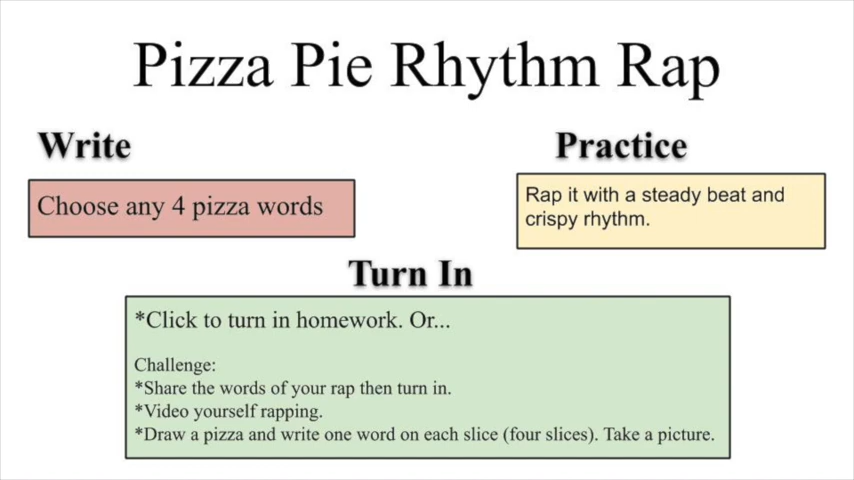 Pizza Pie Rhythm Rap
Write
Choose any 4 pizza words
Practice
Rap it with a steady beat and
crispy rhythm.
Turn In
*Click to turn in homework. Or...
Challenge:
*Share the words of your rap then turn in.
*Video yourself rapping.
*Draw a pizza and write one word on each slice (four slices). Take a picture.